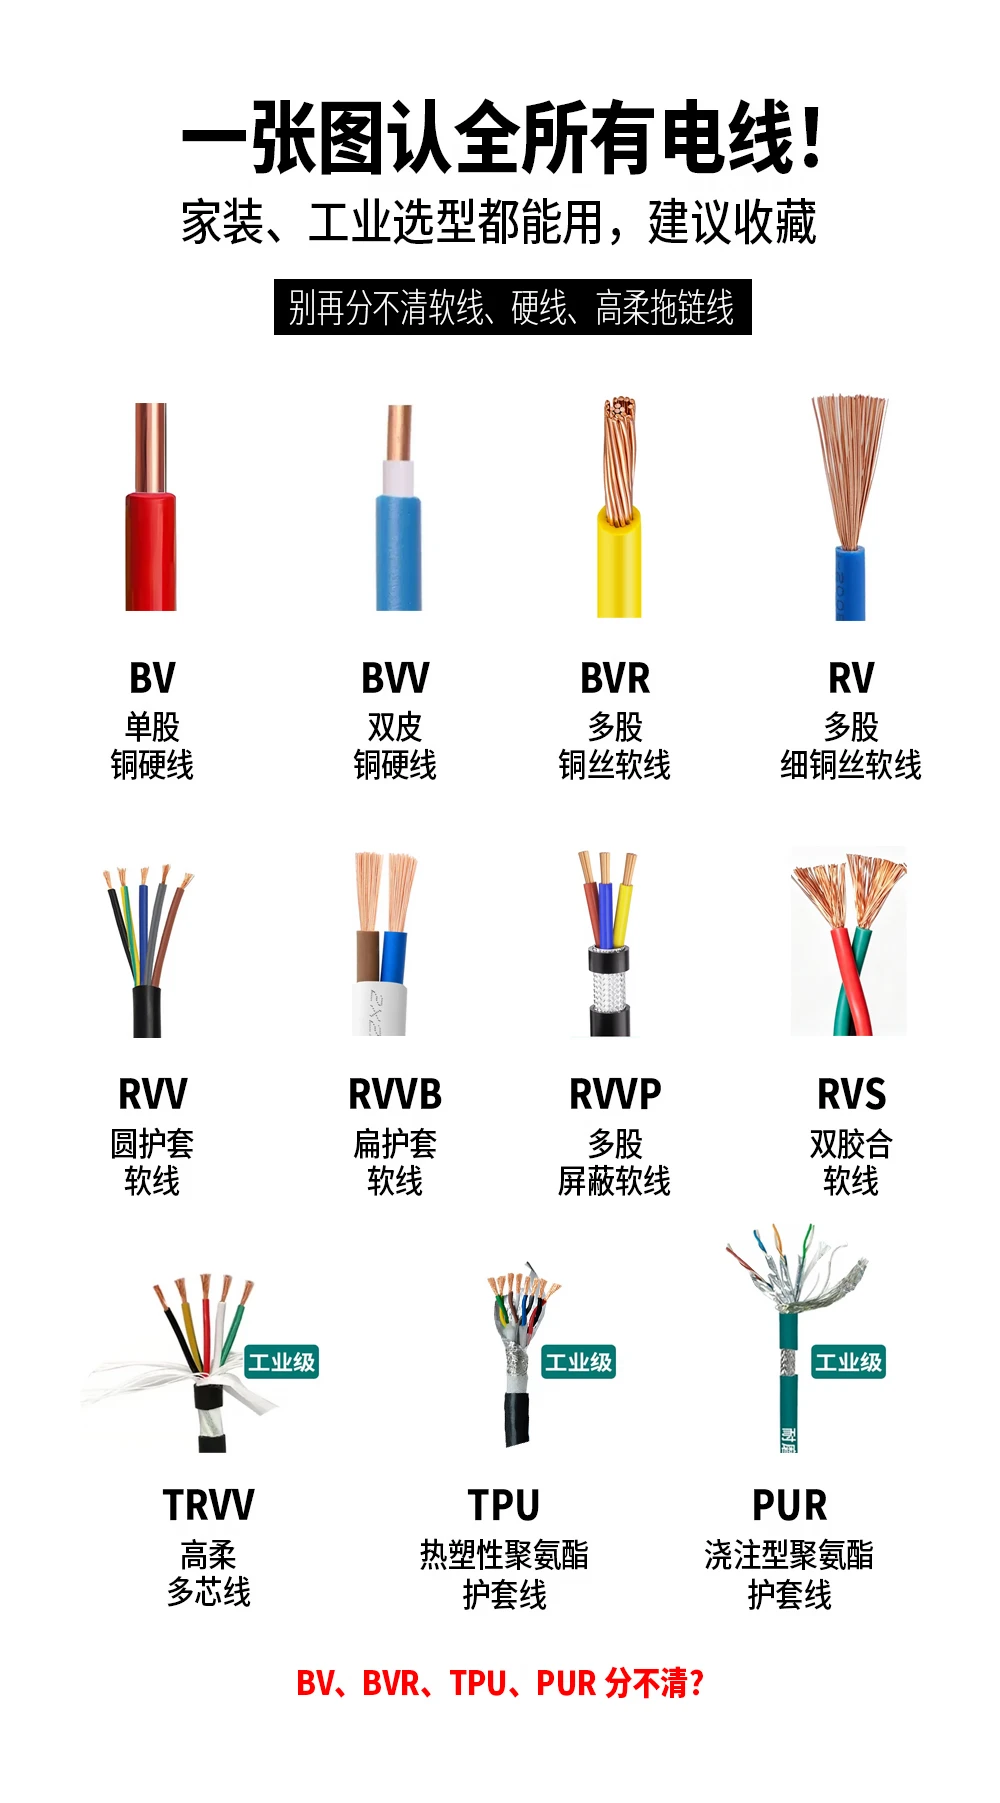 一张图认全所有电线！
家装、工业选型都能用，建议收藏
别再分不清软线、硬线、高柔拖链线
BV
单股
铜硬线
BVV
双皮
铜硬线
BVR
多股
铜丝软线
RV
多股
细铜丝软线
RVV
圆护套
软线
RVVB
扁护套
软线
RVVP
多股
屏蔽软线
RVS
双胶合
软线
工业级
TRVV
高柔
多芯线
工业级
TPU
热塑性聚氨酯
护套线
工业级
PUR
浇注型聚氨酯
护套线
BV、BVR、TPU、PUR 分不清?